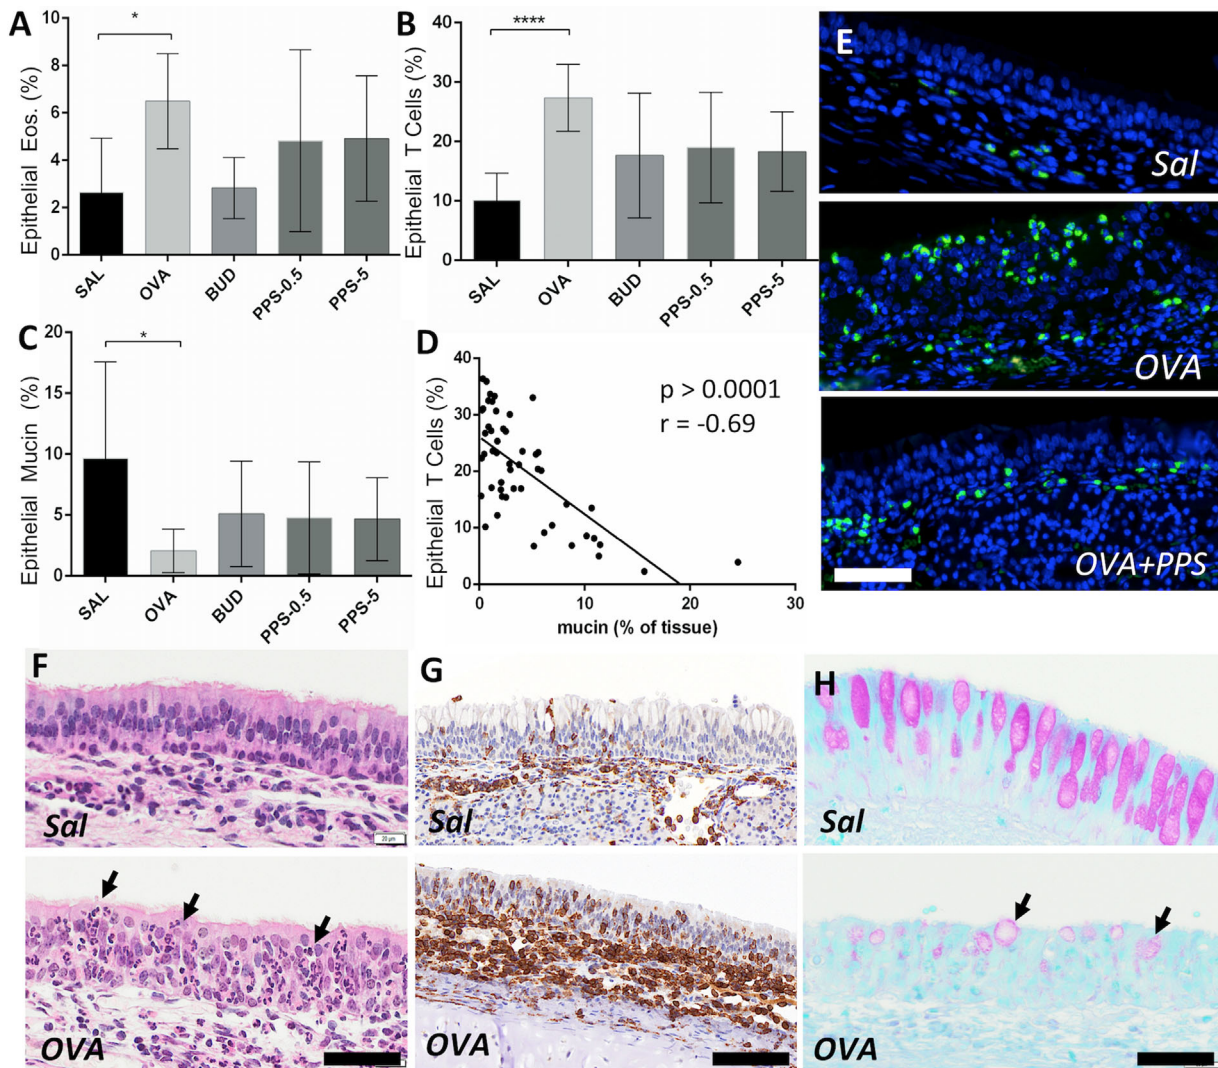 A
Epithelial Eos. (%)
10
8
6
4
2
0
*
SAL
OVA
BUD
PPS-0.5
PPS-5
B
Epithelial T Cells (%)
40
30
20
10
0
****
SAL
OVA
BUD
PPS-0.5
PPS-5
E
Sal
OVA
OVA+PPS
C
Epithelial Mucin (%)
20
15
10
5
0
*
SAL
OVA
BUD
PPS-0.5
PPS-5
D
Epithelial T Cells (%)
40
30
20
10
0
p > 0.0001
r = -0.69
0
10
20
30
mucin (% of tissue)
F
Sal
20 µm
OVA
G
Sal
OVA
H
Sal
OVA